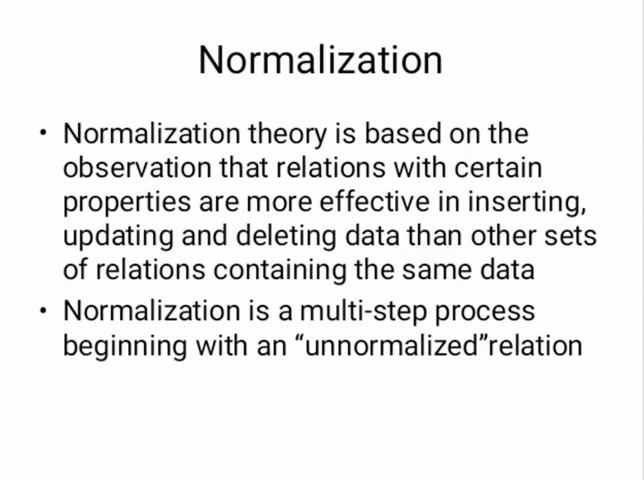 Normalization
• Normalization theory is based on the
observation that relations with certain
properties are more effective in inserting,
updating and deleting data than other sets
of relations containing the same data
• Normalization is a multi-step process
beginning with an “unnormalized”relation